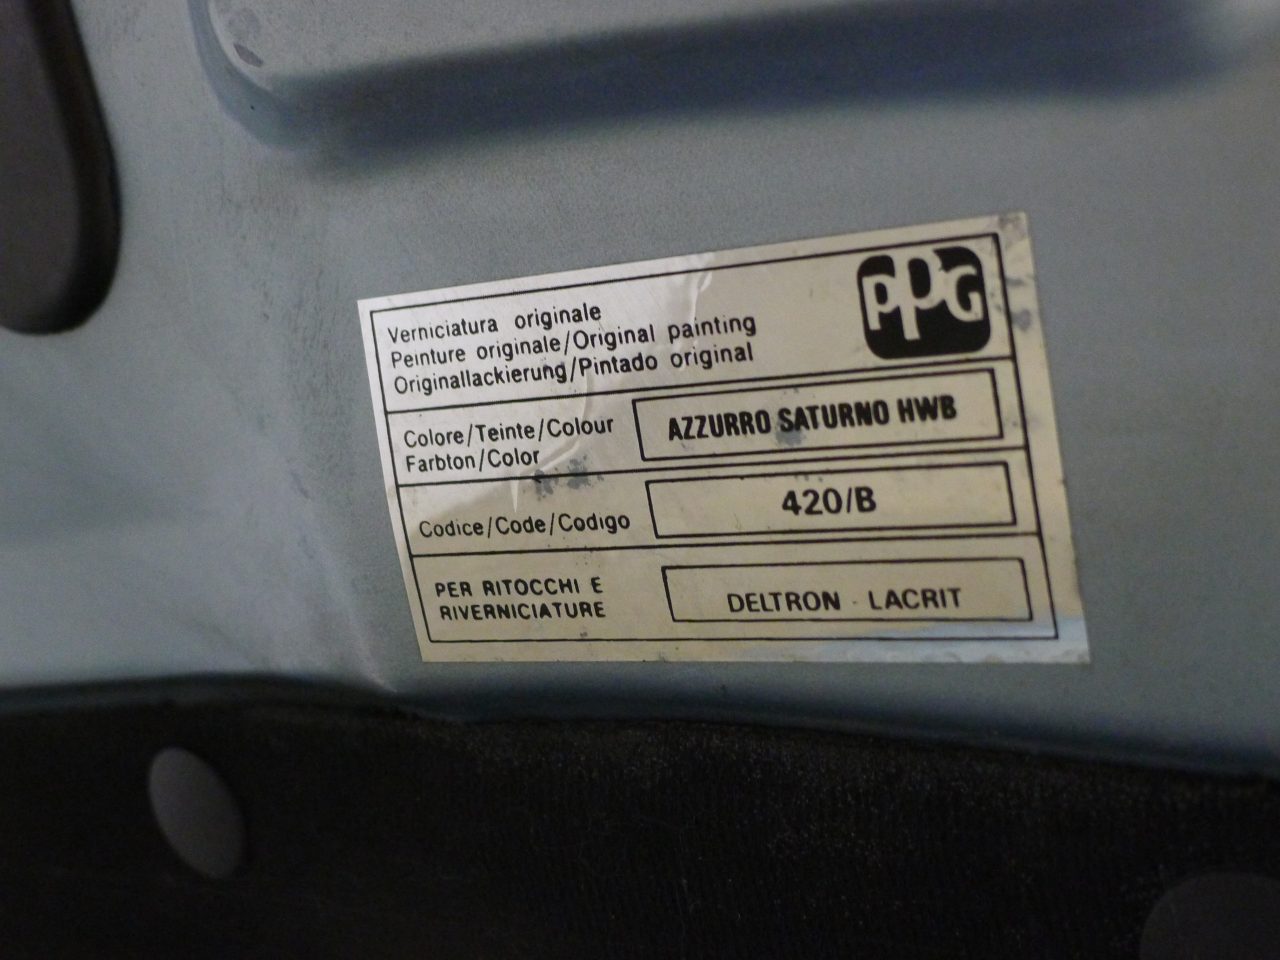 PPG
Verniciatura originale
Peinture originale/Original painting
Originallackierung/Pintado original
Colore/Teinte/Colour
Farbton/Color
AZZURRO SATURNO HWB
Codice/Code/Codigo
420/B
PER RITOCCHI E
RIVERNICIATURE
DELTRON - LACRIT